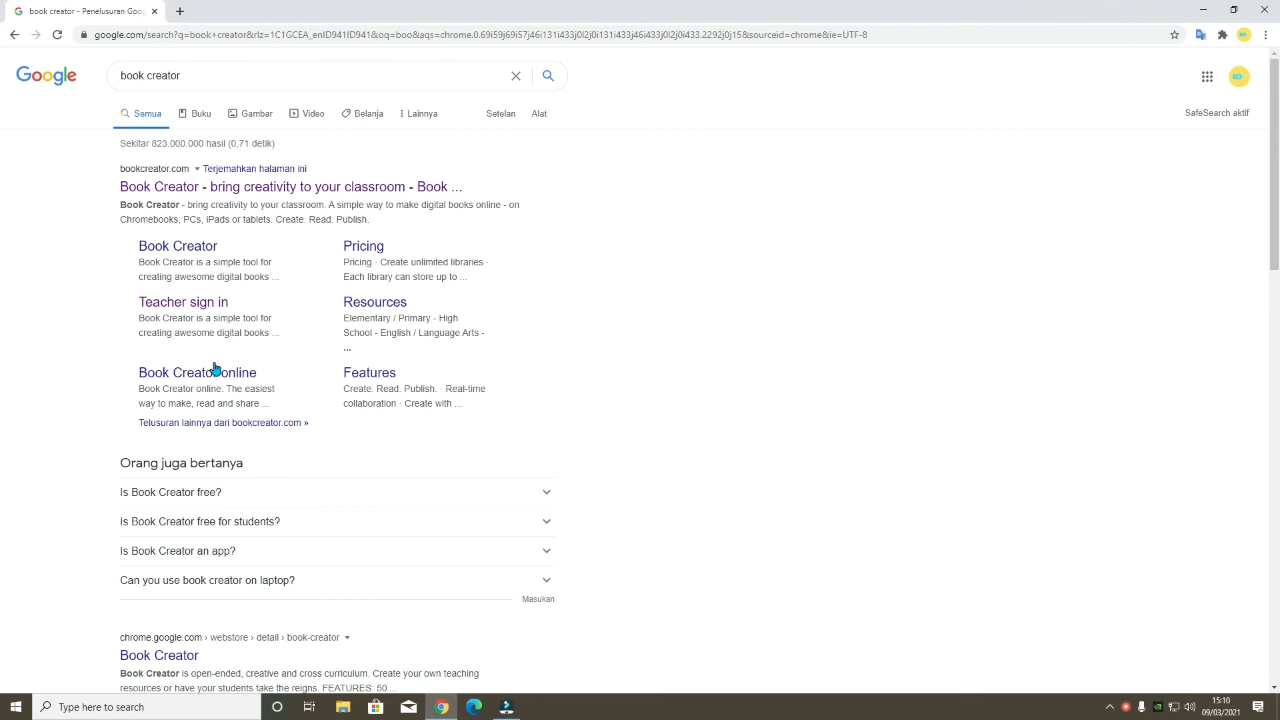 book creator - Penelusuran Goog
google.com/search?q=book+creator&rlz=1C1GCEA_enID941ID941&oq=boo&aqs=chrome.0.69i59j69i57j46i131i433j0l2j0i131i433j46i433j0l2j0i433.2292j0j15&sourceid=chrome&ie=UTF-8
Google
book creator
Semua Buku Gambar Video Belanja Lainnya Setelan Alat SafeSearch aktif
Sekitar 823.000.000 hasil (0,71 detik)
bookcreator.com Terjemahkan halaman ini
Book Creator - bring creativity to your classroom - Book ...
Book Creator - bring creativity to your classroom. A simple way to make digital books online - on
Chromebooks, PCs, iPads or tablets. Create. Read. Publish.
Book Creator
Book Creator is a simple tool for
creating awesome digital books ...
Pricing
Pricing · Create unlimited libraries ·
Each library can store up to ...
Teacher sign in
Book Creator is a simple tool for
creating awesome digital books ...
Resources
Elementary / Primary - High
School - English / Language Arts -
...
Book Creator online
Book Creator online. The easiest
way to make, read and share ...
Features
Create. Read. Publish. · Real-time
collaboration · Create with ...
Telusuran lainnya dari bookcreator.com »
Orang juga bertanya
Is Book Creator free?
Is Book Creator free for students?
Is Book Creator an app?
Can you use book creator on laptop?
Masukan
chrome.google.com › webstore › detail › book-creator
Book Creator
Book Creator is open-ended, creative and cross curriculum. Create your own teaching
resources or have your students take the reigns. FEATURES: 50 ...
Type here to search
15:10
09/03/2021